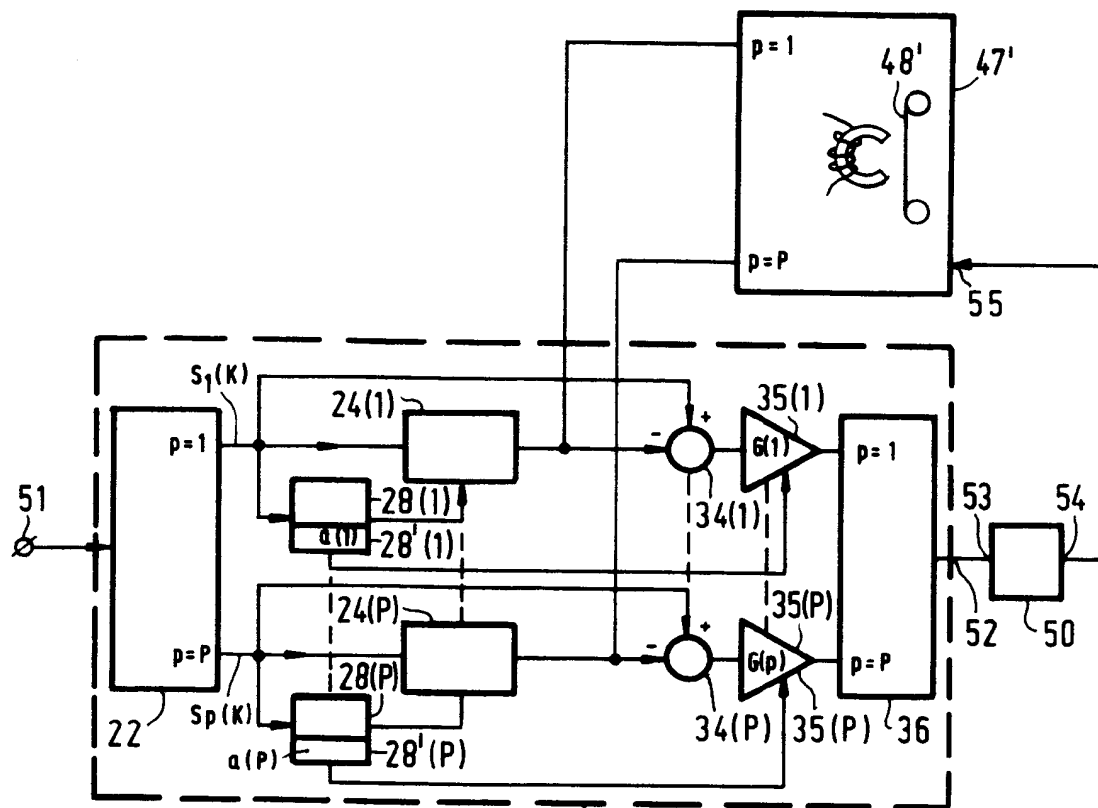 p=1
48'
47'
p=P
55
S1(K)
24(1)
35(1)
+
-
G(1)
p=1
p=1
51
28(1)
a(1)
28'(1)
34(1)
53
54
24(P)
35(P)
+
52
50
p=P
-
G(p)
p=P
28(P)
22
Sp(K)
34(P)
35(P)
36
a(P)
28'(P)